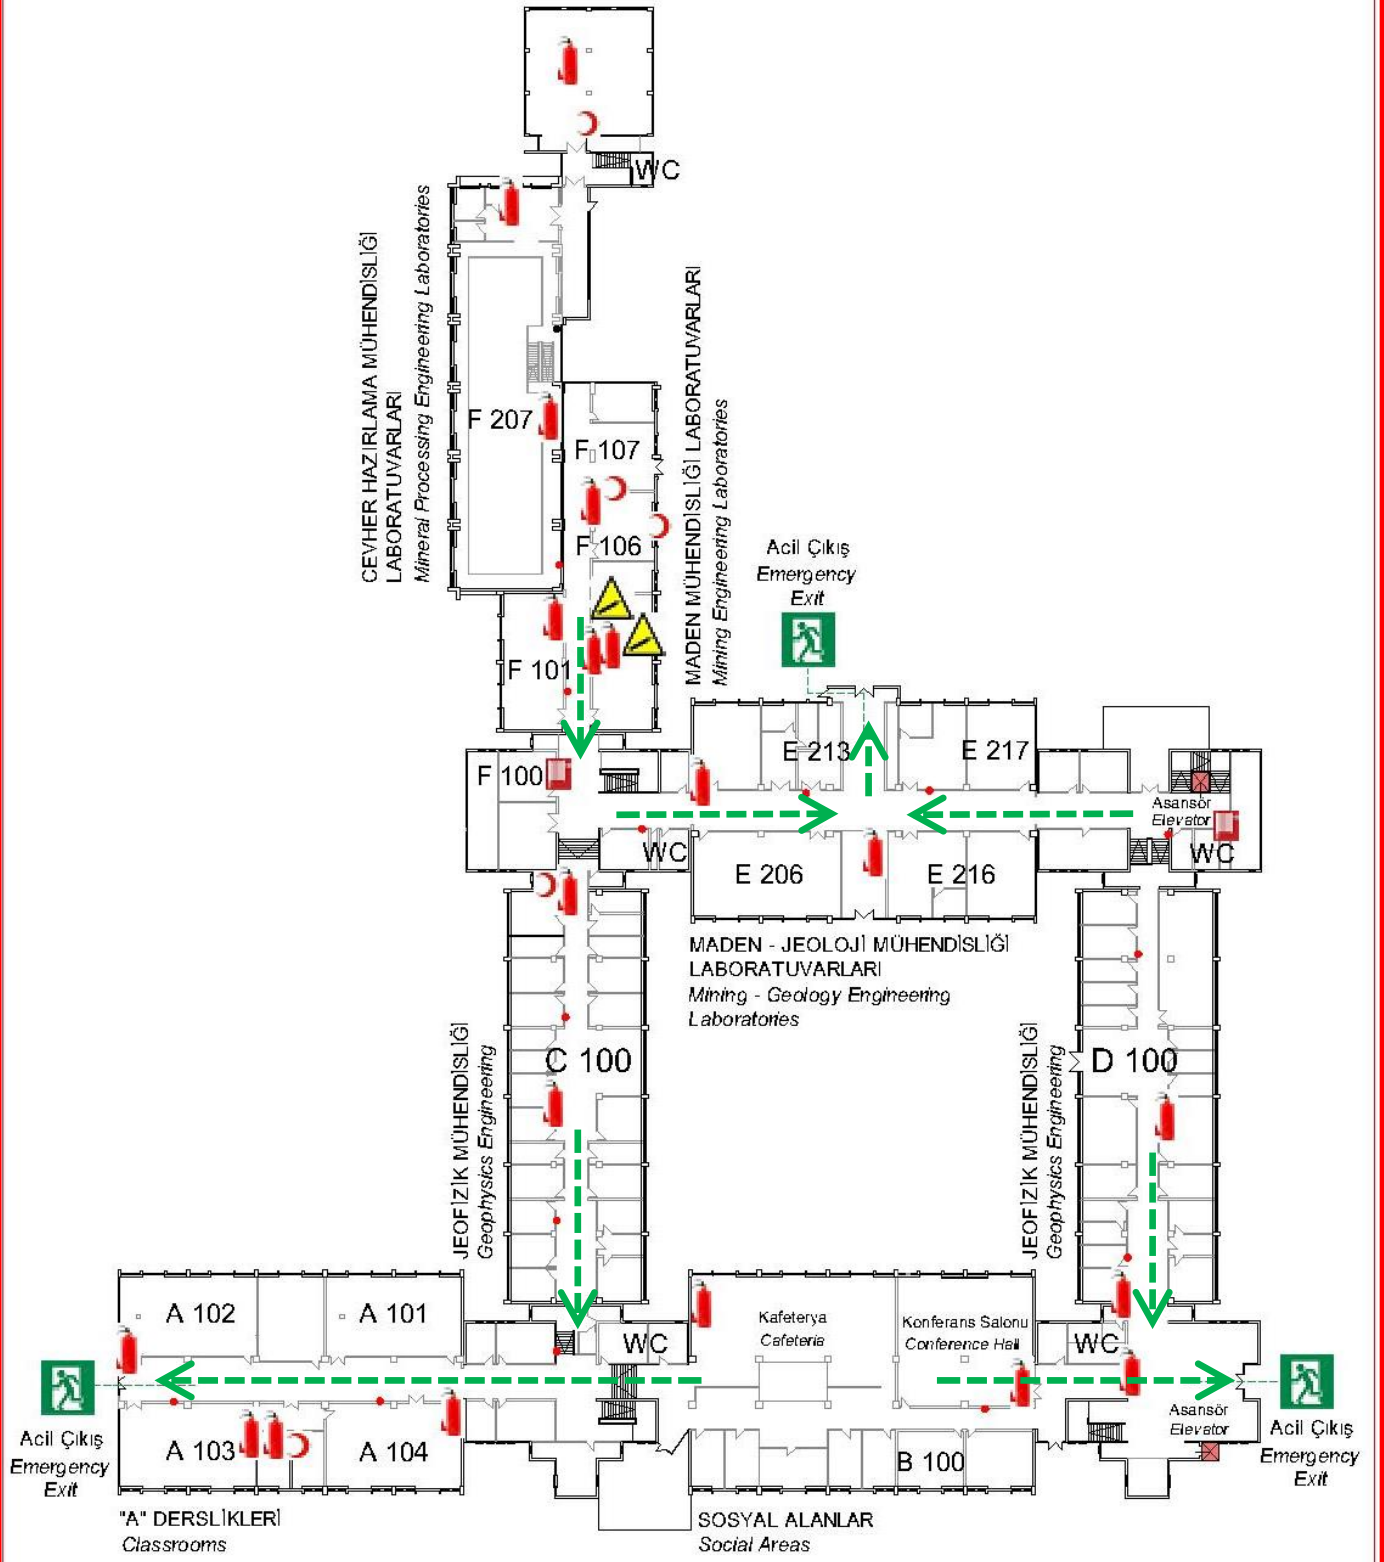 WC
CEVHER HAZIRLAMA MÜHENDİSLİĞİ
LABORATUVARLARI
Mineral Processing Engineering Laboratories
MADEN MÜHENDİSLİĞİ LABORATUVARLARI
Mining Engineering Laboratories
F 207
F 107
F 106
F 101
Acil Çıkış
Emergency
Exit
F 100
E 213
E 217
Asansör
Elevator
WC
WC
E 206
E 216
MADEN - JEOLOJİ MÜHENDİSLİĞİ
LABORATUVARLARI
Mining - Geology Engineering
Laboratories
JEOFİZİK MÜHENDİSLİĞİ
Geophysics Engineering
C 100
JEOFİZİK MÜHENDİSLİĞİ
Geophysics Engineering
D 100
A 102
A 101
WC
Kafeterya
Cafeteria
Konferans Salonu
Conference Hall
WC
Acil Çıkış
Emergency
Exit
A 103
A 104
B 100
Asansör
Elevator
Acil Çıkış
Emergency
Exit
"A" DERSLİKLERİ
Classrooms
SOSYAL ALANLAR
Social Areas